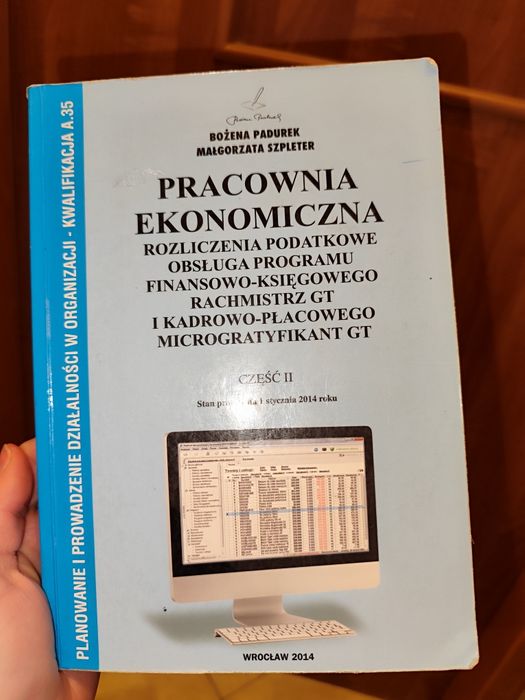 BOŻENA PADUREK
MAŁGORZATA SZPLETER
PRACOWNIA
EKONOMICZNA
ROZLICZENIA PODATKOWE
OBSŁUGA PROGRAMU
FINANSOWO-KSIĘGOWEGO
RACHMISTRZ GT
I KADROWO-PŁACOWEGO
MICROGRATYFIKANT GT
CZĘŚĆ II
Stan 1 stycznia 2014 roku
WROCŁAW 2014
PLANOWANIE I PROWADZENIE DZIAŁALNOŚCI W ORGANIZACJI - KWALIFIKACJA A.35